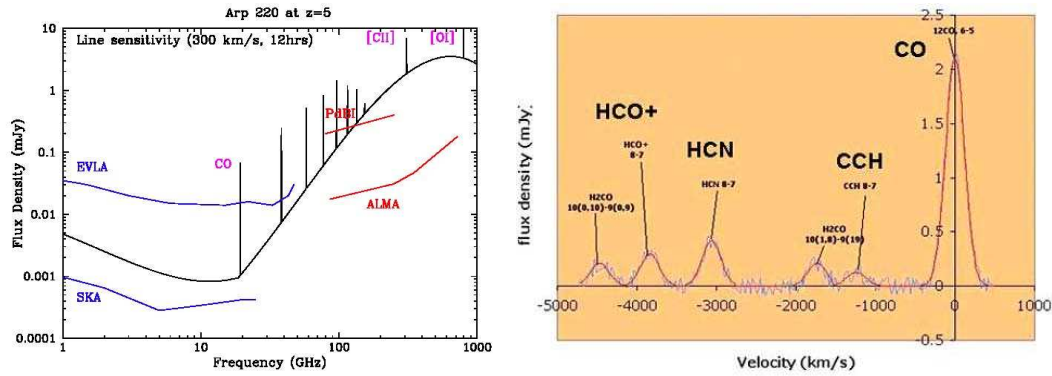 Arp 220 at z=5
Line sensitivity (300 km/s, 12hrs)
[CII]
[OI]
PdBI
CO
EVLA
ALMA
SKA
10
1
0.1
0.01
0.001
0.0001
Flux Density (mJy)
1
10
100
1000
Frequency (GHz)
2.5
2
1.5
1
0.5
0
-0.5
12CO, 6-5
CO
HCO+
HCO+
8-7
HCN
HCN 8-7
CCH
CCH 8-7
H2CO
10(0,10)-9(0,9)
H2CO
10(1,8)-9(19)
flux density (mJy)
-5000
-4000
-3000
-2000
-1000
0
1000
Velocity (km/s)